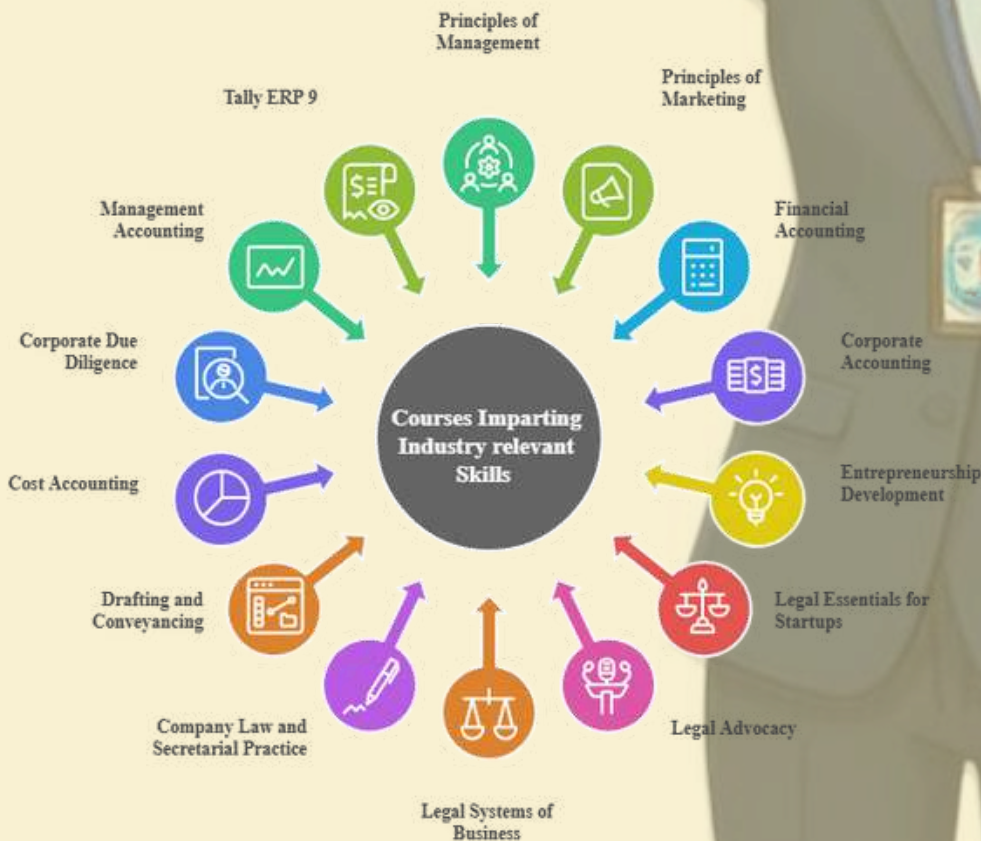 Principles of
Management
Principles of
Marketing
Financial
Accounting
Corporate
Accounting
Entrepreneurship
Development
Legal Essentials for
Startups
Legal Advocacy
Legal Systems of
Business
Company Law and
Secretarial Practice
Drafting and
Conveyancing
Cost Accounting
Corporate Due
Diligence
Management
Accounting
Tally ERP 9
Courses Imparting
Industry relevant
Skills